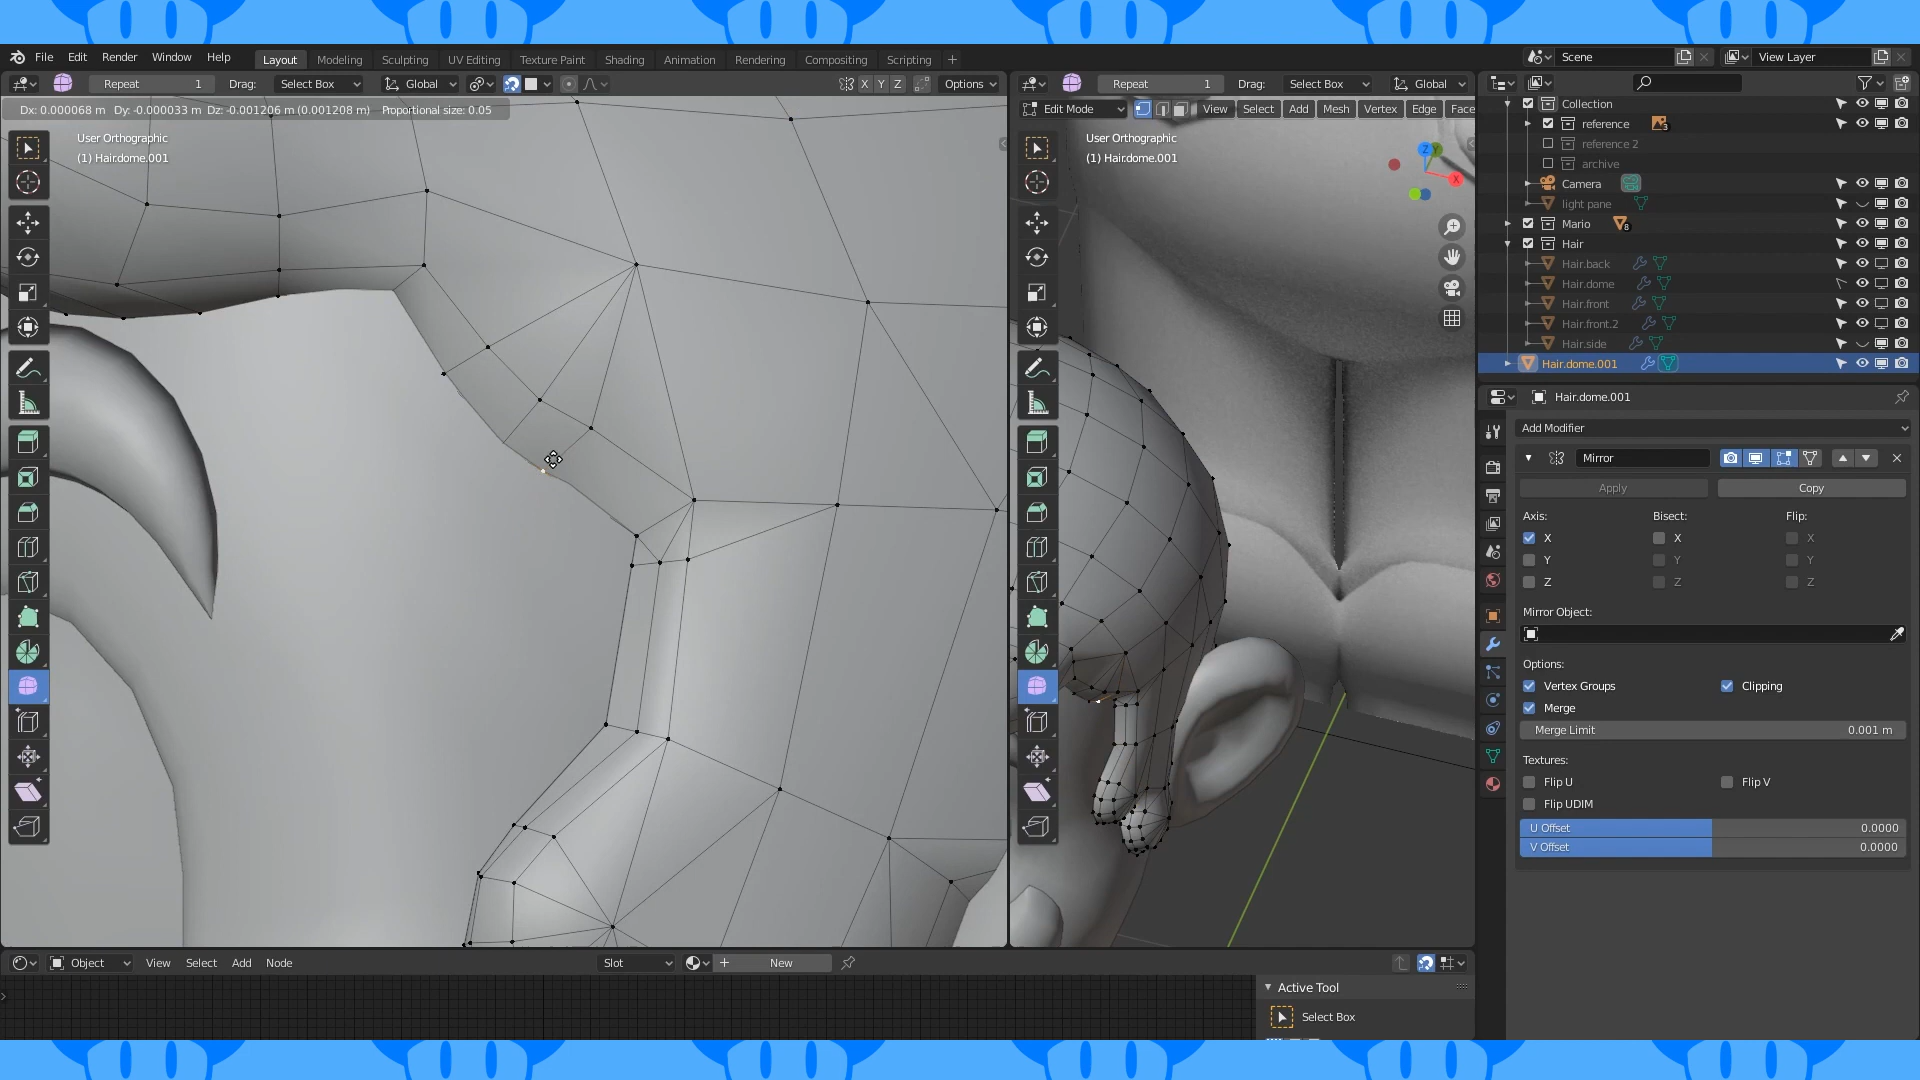 File Edit Render Window Help Layout Modeling Sculpting UV Editing Texture Paint Shading Animation Rendering Compositing Scripting + Scene View Layer
Repeat 1 Drag: Select Box Global X Y Z Options Repeat 1 Drag: Select Box Global
Dx: 0.000068 m Dy: -0.000033 m Dz: -0.001206 m (0.001208 m) Proportional size: 0.05
Edit Mode View Select Add Mesh Vertex Edge Face
User Orthographic
(1) Hair.dome.001
User Orthographic
(1) Hair.dome.001
Z Y X
Collection
reference 3
reference 2
archive
Camera
light pane
Mario 8
Hair
Hair.back
Hair.dome
Hair.front
Hair.front.2
Hair.side
Hair.dome.001
Hair.dome.001
Add Modifier
Mirror
Apply Copy
Axis: Bisect: Flip:
X X X
Y Y Y
Z Z Z
Mirror Object:
Options:
Vertex Groups Clipping
Merge
Merge Limit 0.001 m
Textures:
Flip U Flip V
Flip UDIM
U Offset 0.0000
V Offset 0.0000
Object View Select Add Node Slot + New
Active Tool
Select Box